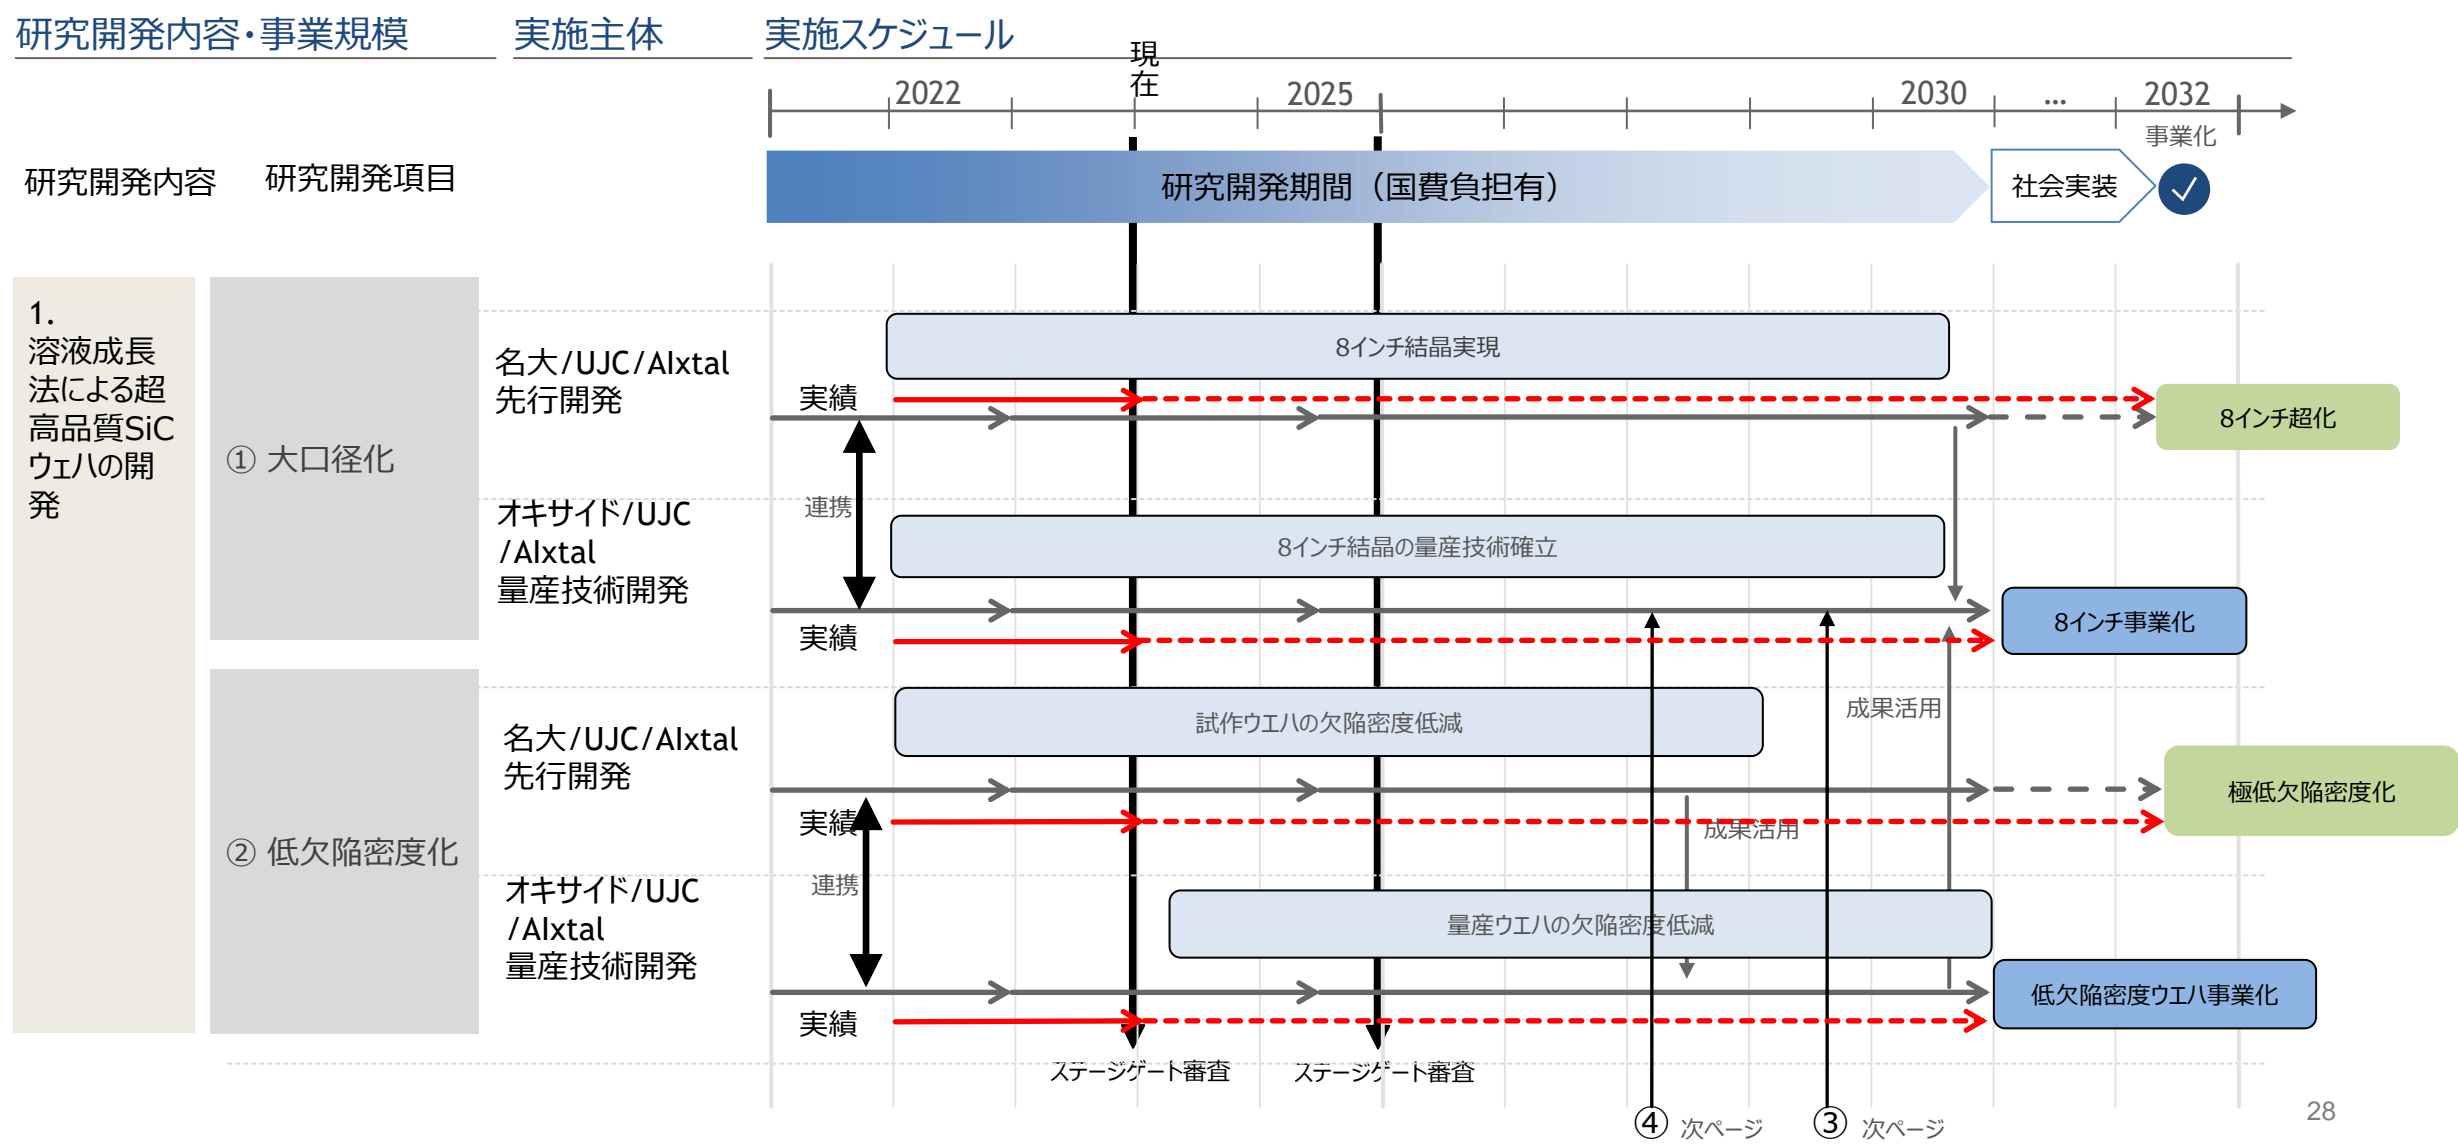 研究開発内容・事業規模
実施主体
実施スケジュール
現
在
2022
2025
2030
...
2032
事業化
研究開発内容
研究開発項目
研究開発期間（国費負担有）
社会実装
1.
溶液成長
法による超
高品質SiC
ウェハの開
発
① 大口径化
名大/UJC/AIxtal
先行開発
8インチ結晶実現
実績
8インチ超化
連携
オキサイド/UJC
/AIxtal
量産技術開発
8インチ結晶の量産技術確立
実績
8インチ事業化
② 低欠陥密度化
名大/UJC/AIxtal
先行開発
試作ウエハの欠陥密度低減
成果活用
実績
極低欠陥密度化
成果活用
連携
オキサイド/UJC
/AIxtal
量産技術開発
量産ウエハの欠陥密度低減
実績
低欠陥密度ウエハ事業化
ステージゲート審査
ステージゲート審査
④ 次ページ
③ 次ページ
28